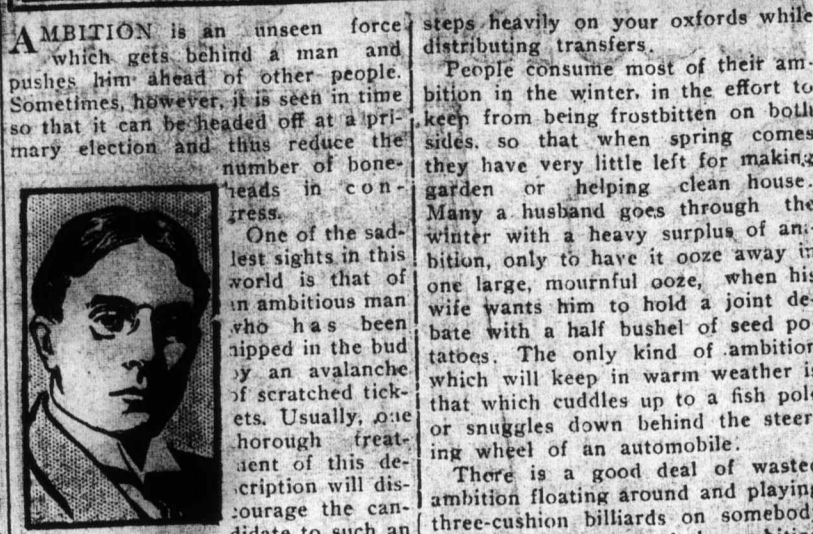 AMBITION is an unseen force
which gets behind a man and
pushes him ahead of other people.
Sometimes, however, it is seen in time
so that it can be headed off at a pri-
mary election and thus reduce the
number of bone-
heads in con-
gress.
One of the sad-
lest sights in this
world is that of
an ambitious man
who has been
nipped in the bud
by an avalanche
of scratched tick-
ets. Usually, one
thorough treat-
ment of this de-
scription will dis-
courage the can-
didate to such an
steps heavily on your oxfords while
distributing transfers.
People consume most of their am-
bition in the winter, in the effort to
keep from being frostbitten on both
sides, so that when spring comes
they have very little left for making
garden or helping clean house.
Many a husband goes through the
winter with a heavy surplus of am-
bition, only to have it ooze away in
one large, mournful ooze, when his
wife wants him to hold a joint de-
bate with a half bushel of seed po
tatoes. The only kind of ambition
which will keep in warm weather is
that which cuddles up to a fish pole
or snuggles down behind the steer
ing wheel of an automobile.
There is a good deal of wasted
ambition floating around and playing
three-cushion billiards on somebod